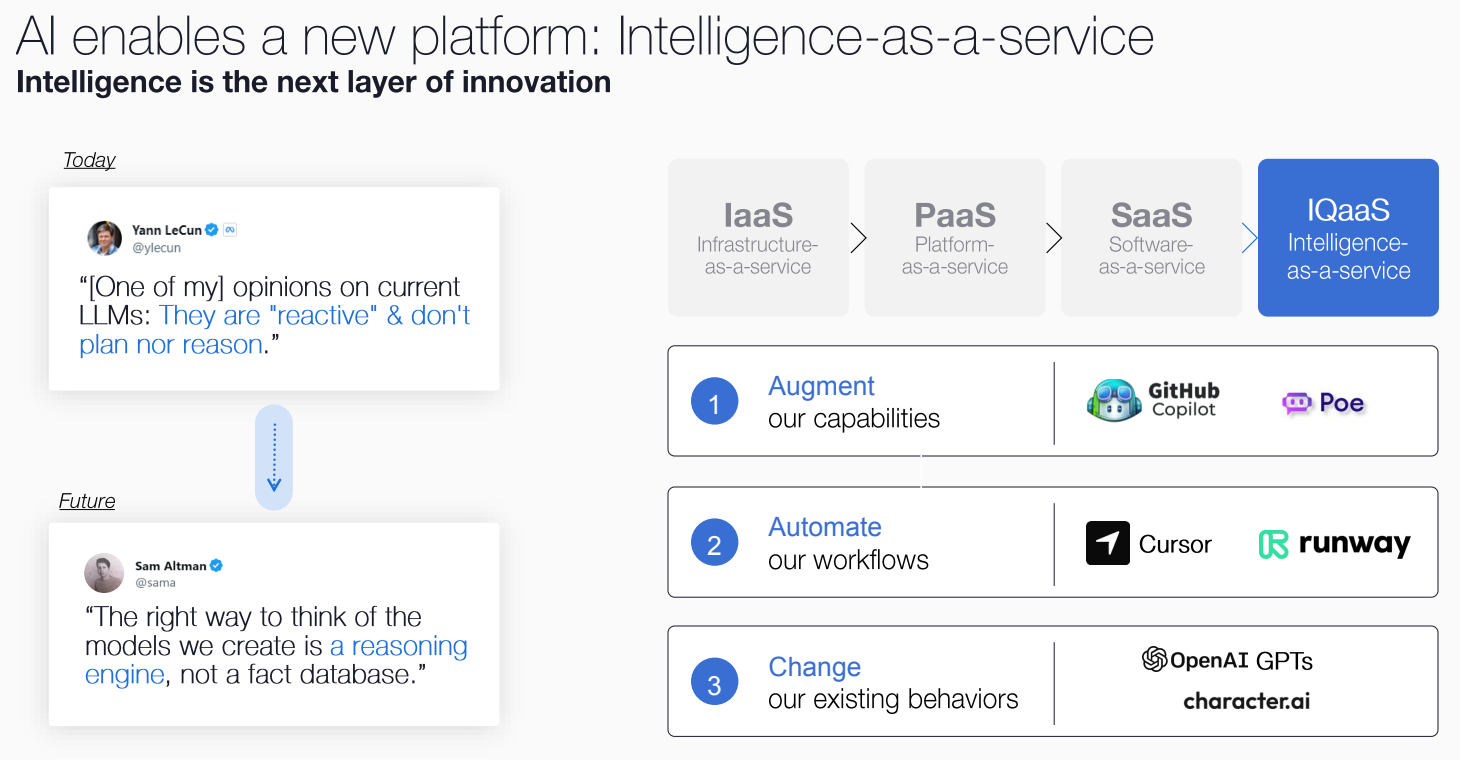 AI enables a new platform: Intelligence-as-a-service
Intelligence is the next layer of innovation
Today
Yann LeCun
@ylecun
“[One of my] opinions on current
LLMs: They are "reactive" & don't
plan nor reason.”
Future
Sam Altman
@sama
“The right way to think of the
models we create is a reasoning
engine, not a fact database.”
IaaS
Infrastructure-
as-a-service
PaaS
Platform-
as-a-service
SaaS
Software-
as-a-service
IQaaS
Intelligence-
as-a-service
1
Augment
our capabilities
GitHub
Copilot
Poe
2
Automate
our workflows
Cursor
runway
3
Change
our existing behaviors
OpenAI GPTs
character.ai